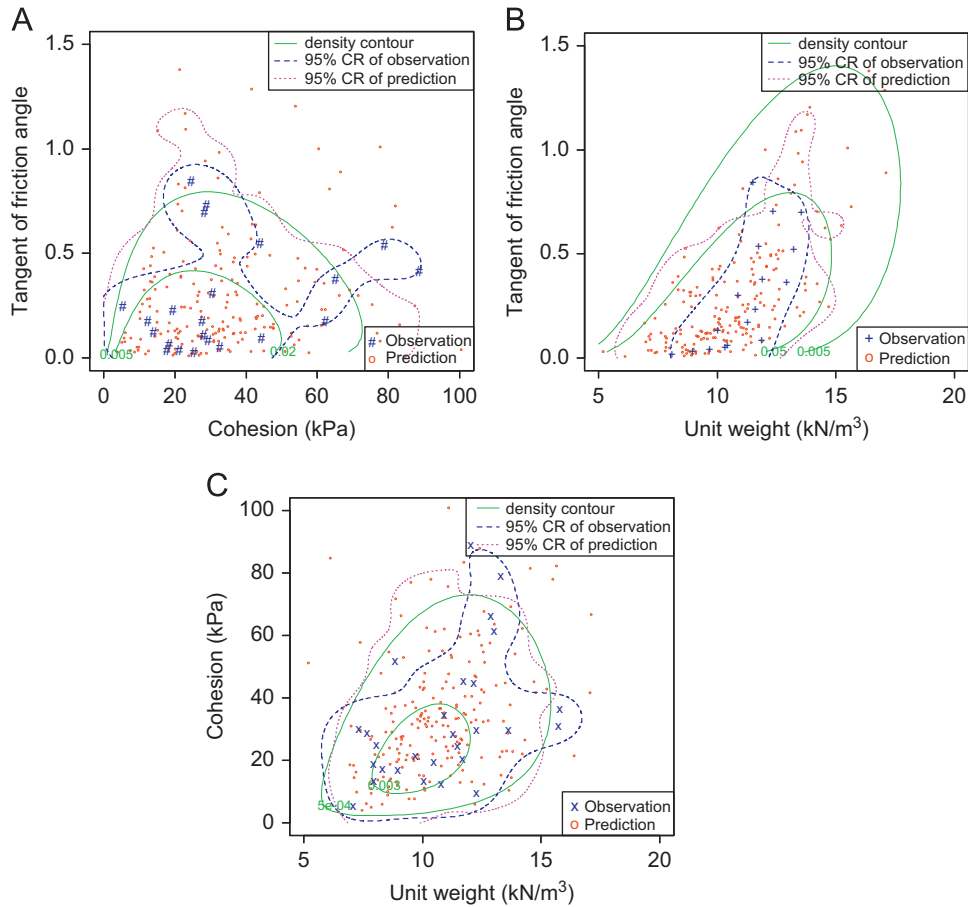 A
1.5
1.0
0.5
0.0
Tangent of friction angle
density contour
95% CR of observation
95% CR of prediction
# Observation
o Prediction
0.005
0.02
0 20 40 60 80 100
Cohesion (kPa)
B
1.5
1.0
0.5
0.0
Tangent of friction angle
density contour
95% CR of observation
95% CR of prediction
+ Observation
o Prediction
0.05
0.005
5 10 15 20
Unit weight (kN/m³)
C
100
80
60
40
20
0
Cohesion (kPa)
density contour
95% CR of observation
95% CR of prediction
x Observation
o Prediction
0.003
5e-04
5 10 15 20
Unit weight (kN/m³)